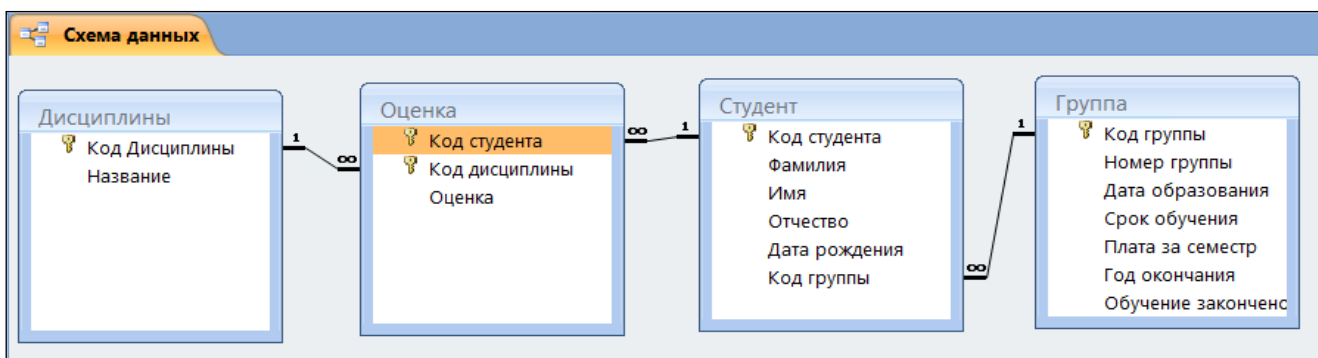 Схема данных
Дисциплины
Код Дисциплины
Название
1
∞
Оценка
Код студента
Код дисциплины
Оценка
∞
1
Студент
Код студента
Фамилия
Имя
Отчество
Дата рождения
Код группы
∞
1
Группа
Код группы
Номер группы
Дата образования
Срок обучения
Плата за семестр
Год окончания
Обучение закончено